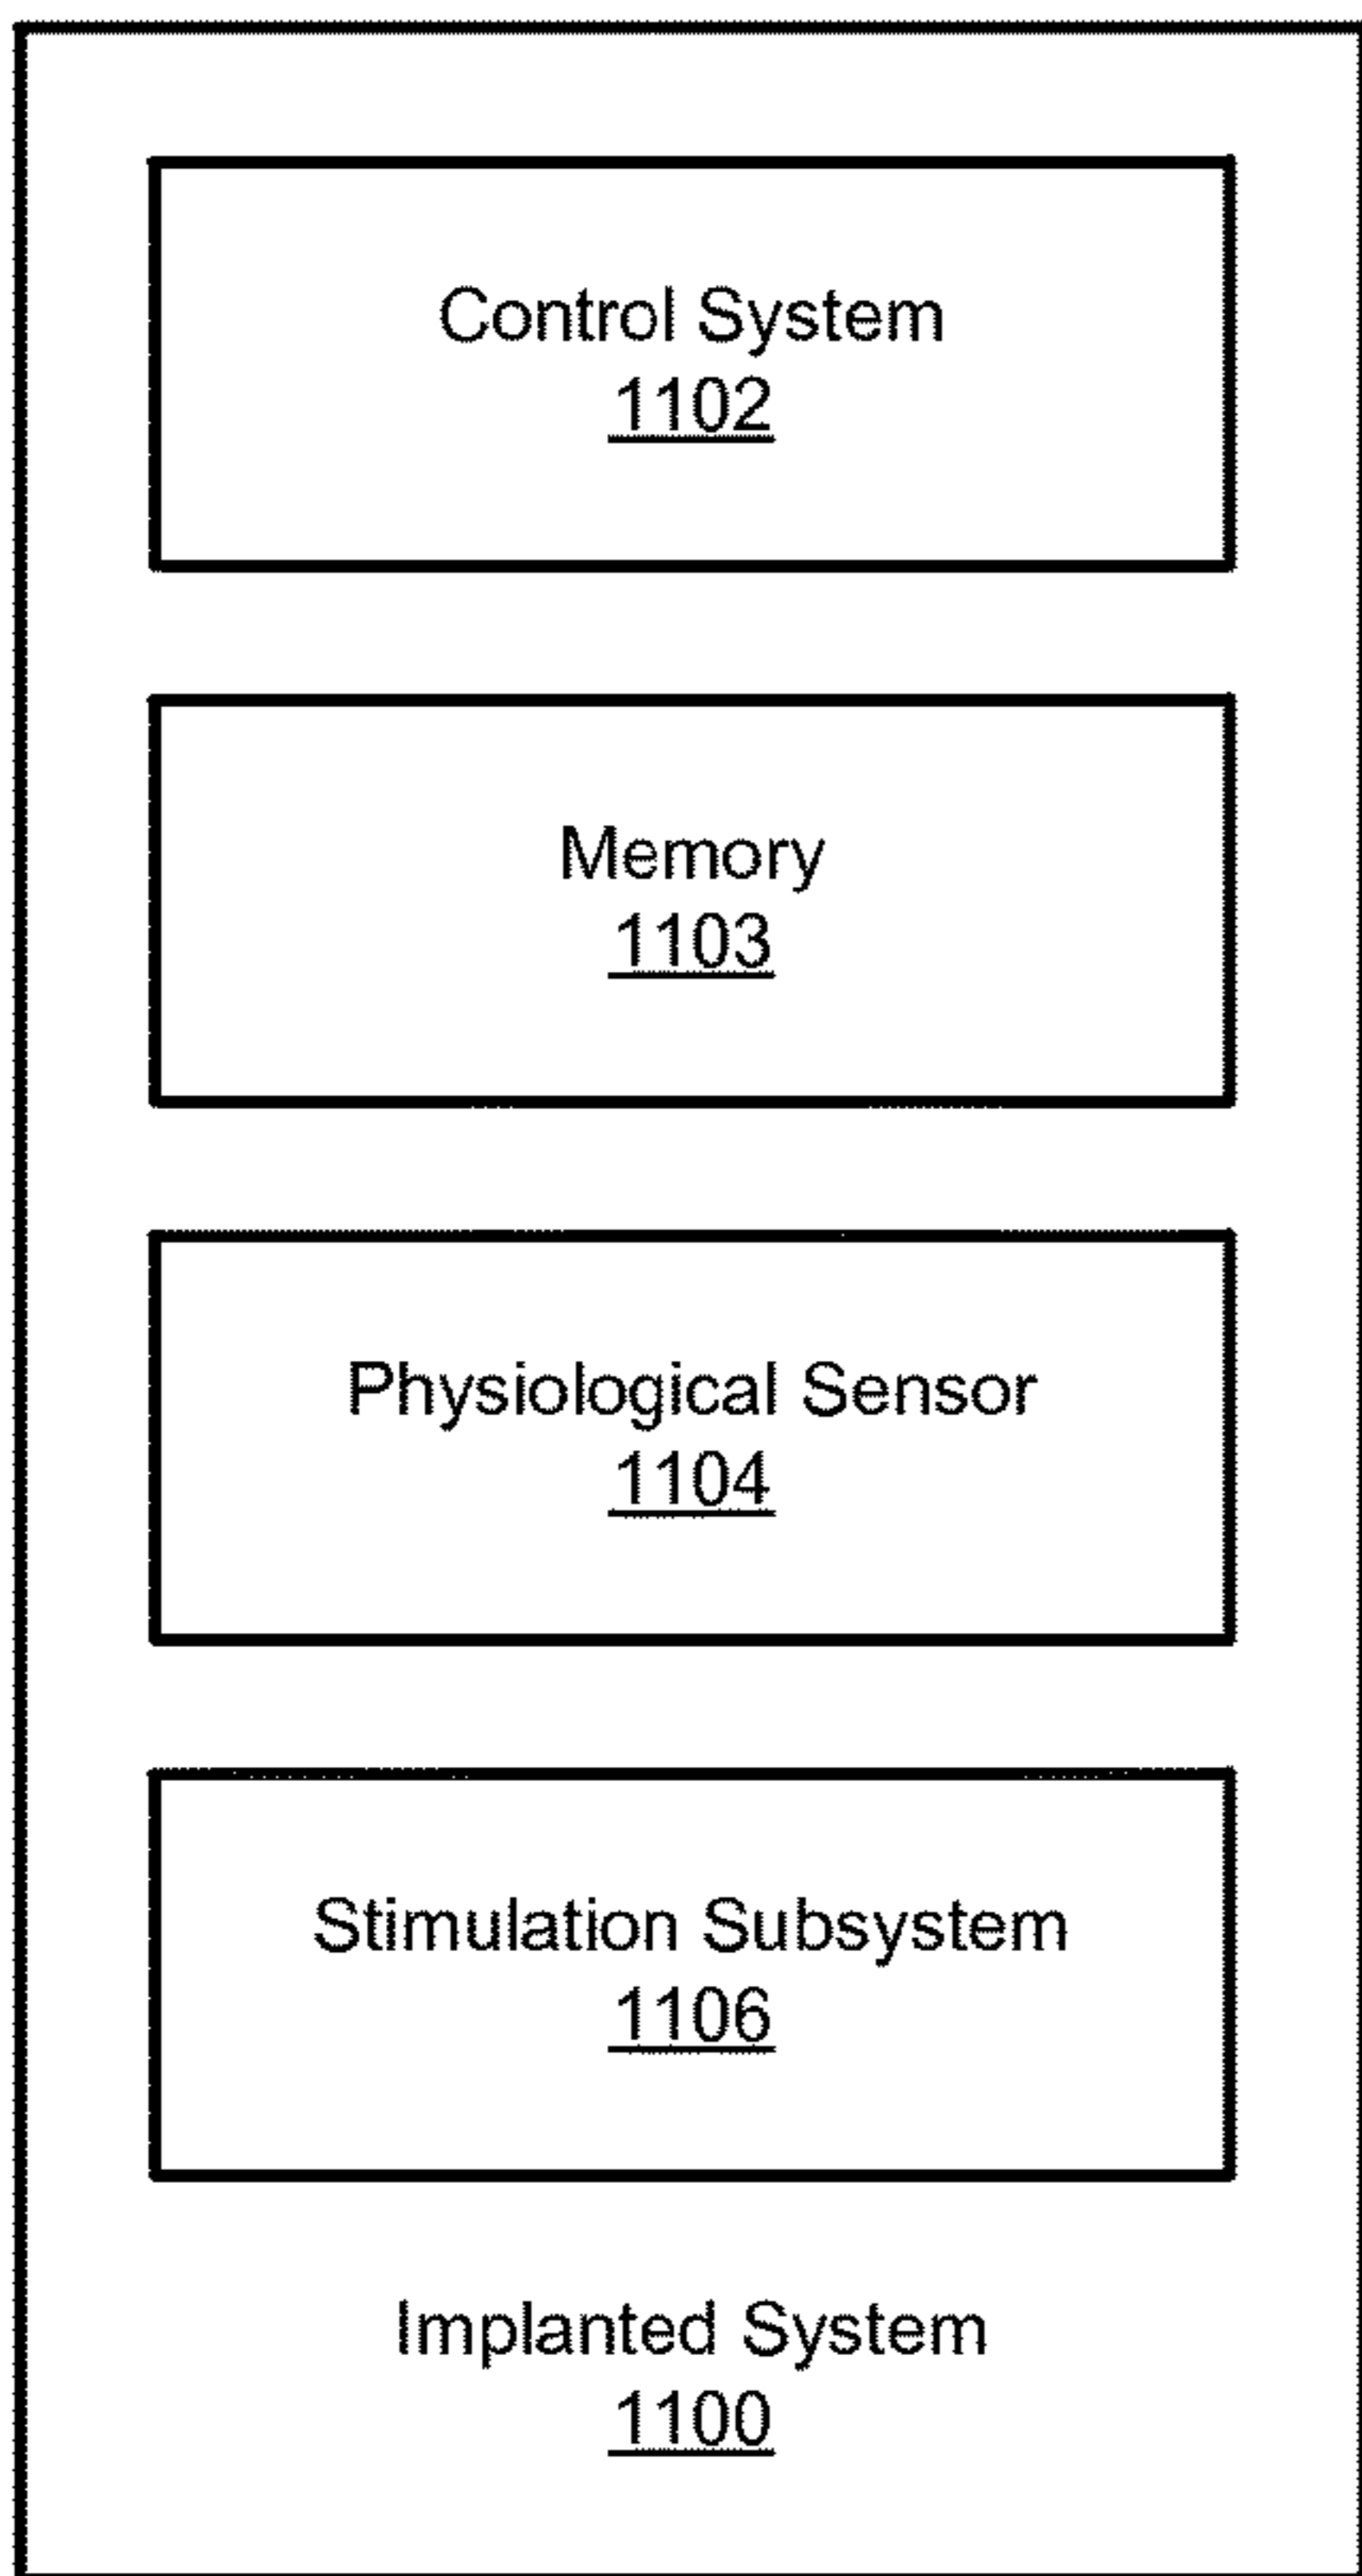 Control System
1102
Memory
1103
Physiological Sensor
1104
Stimulation Subsystem
1106
Implanted System
1100